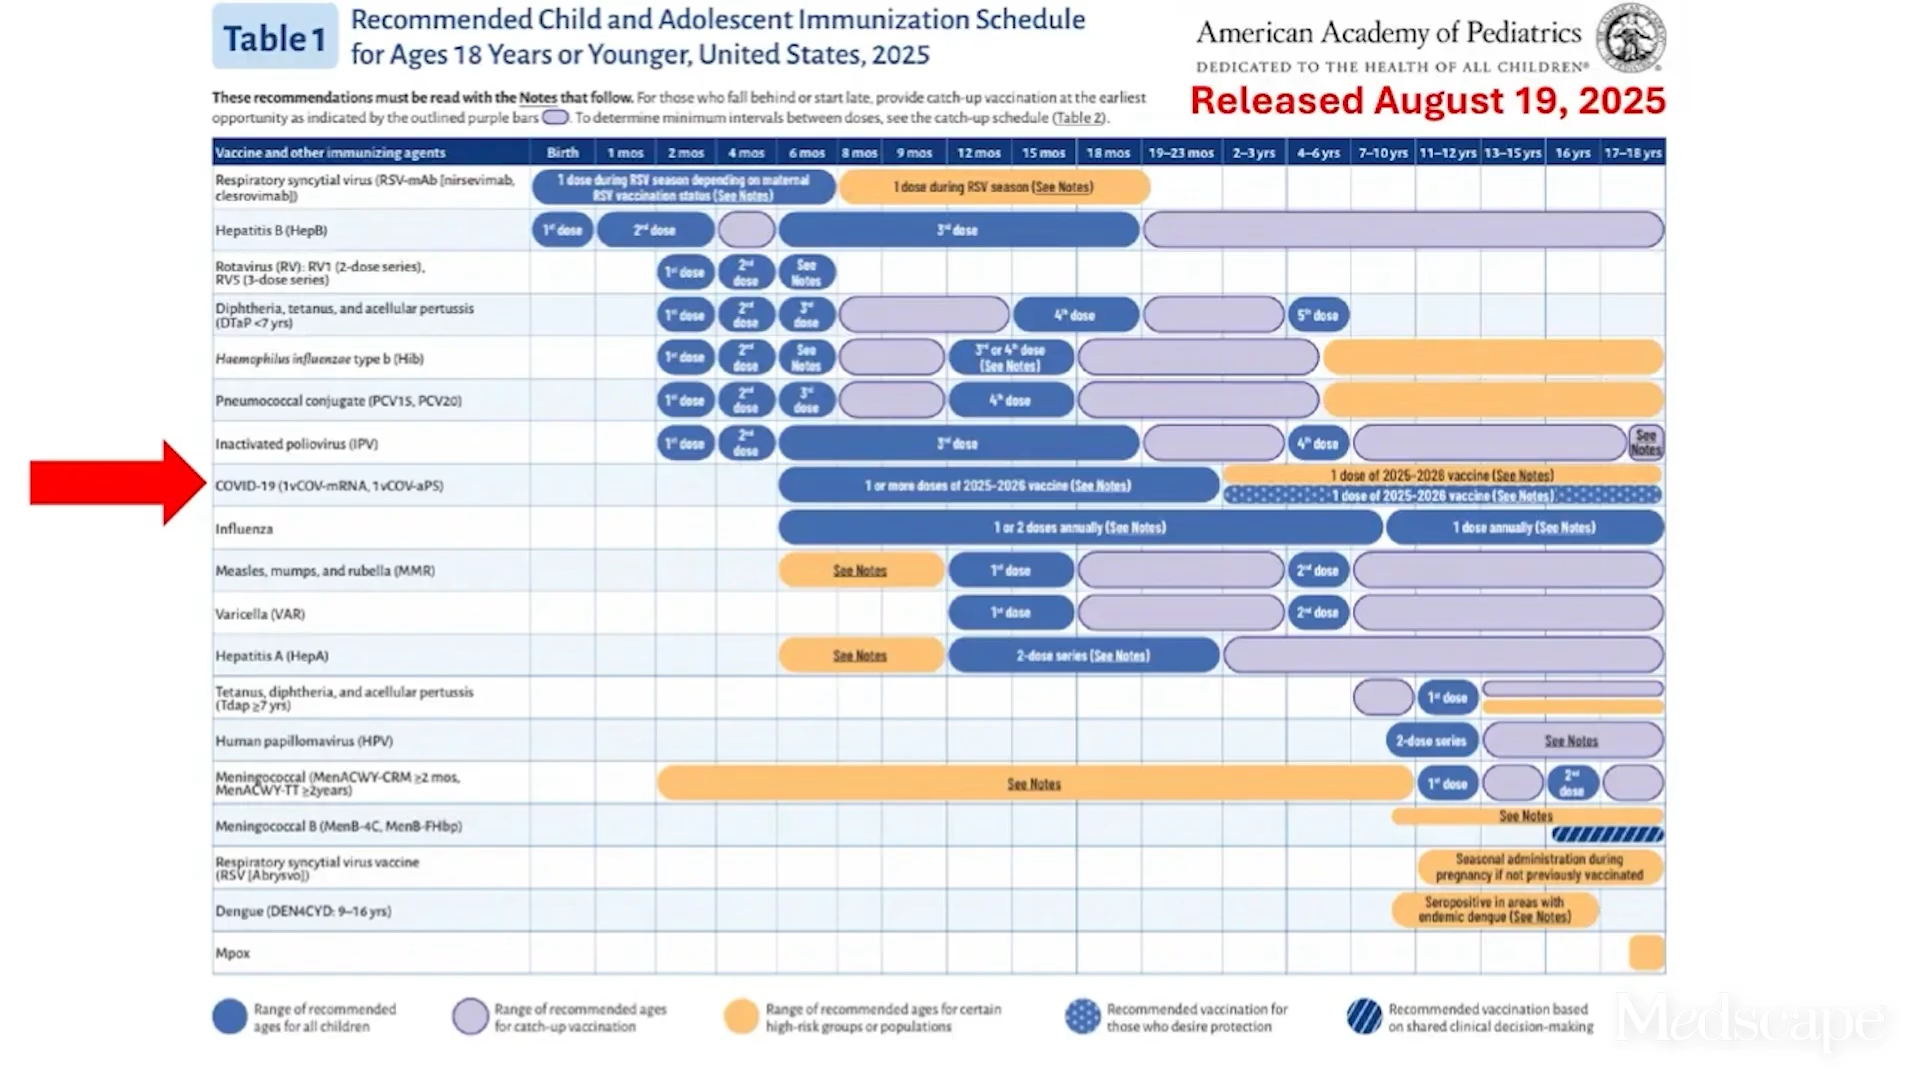 Table 1
Recommended Child and Adolescent Immunization Schedule
for Ages 18 Years or Younger, United States, 2025
American Academy of Pediatrics
DEDICATED TO THE HEALTH OF ALL CHILDREN®
Released August 19, 2025
These recommendations must be read with the Notes that follow. For those who fall behind or start late, provide catch-up vaccination at the earliest
opportunity as indicated by the outlined purple bars. To determine minimum intervals between doses, see the catch-up schedule (Table 2).
Vaccine and other immunizing agents Birth 1 mos 2 mos 4 mos 6 mos 8 mos 9 mos 12 mos 15 mos 18 mos 19–23 mos 2–3 yrs 4–6 yrs 7–10 yrs 11–12 yrs 13–15 yrs 16 yrs 17–18 yrs
Respiratory syncytial virus (RSV-mAb [nirsevimab,
clesrovimab])
1 dose during RSV season depending on maternal
RSV vaccination status (See Notes)
1 dose during RSV season (See Notes)
Hepatitis B (HepB)
1st dose
2nd dose
3rd dose
Rotavirus (RV): RV1 (2-dose series),
RV5 (3-dose series)
1st dose
2nd
dose
See
Notes
Diphtheria, tetanus, and acellular pertussis
(DTaP <7 yrs)
1st dose
2nd
dose
3rd
dose
4th dose
5th dose
Haemophilus influenzae type b (Hib)
1st dose
2nd
dose
See
Notes
3rd or 4th dose
(See Notes)
Pneumococcal conjugate (PCV15, PCV20)
1st dose
2nd
dose
3rd
dose
4th dose
Inactivated poliovirus (IPV)
1st dose
2nd
dose
3rd dose
4th dose
See
Notes
COVID-19 (1vCOV-mRNA, 1vCOV-aPS)
1 or more doses of 2025-2026 vaccine (See Notes)
1 dose of 2025-2026 vaccine (See Notes)
1 dose of 2025-2026 vaccine (See Notes)
Influenza
1 or 2 doses annually (See Notes)
1 dose annually (See Notes)
Measles, mumps, and rubella (MMR)
See Notes
1st dose
2nd dose
Varicella (VAR)
1st dose
2nd dose
Hepatitis A (HepA)
See Notes
2-dose series (See Notes)
Tetanus, diphtheria, and acellular pertussis
(Tdap ≥7 yrs)
1st dose
Human papillomavirus (HPV)
2-dose series
See Notes
Meningococcal (MenACWY-CRM ≥2 mos,
MenACWY-TT ≥2years)
See Notes
1st dose
2nd
dose
Meningococcal B (MenB-4C, MenB-FHbp)
See Notes
Respiratory syncytial virus vaccine
(RSV [Abrysvo])
Seasonal administration during
pregnancy if not previously vaccinated
Dengue (DEN4CYD: 9–16 yrs)
Seropositive in areas with
endemic dengue (See Notes)
Mpox
Range of recommended
ages for all children
Range of recommended ages
for catch-up vaccination
Range of recommended ages for certain
high-risk groups or populations
Recommended vaccination for
those who desire protection
Recommended vaccination based
on shared clinical decision-making
Medscape